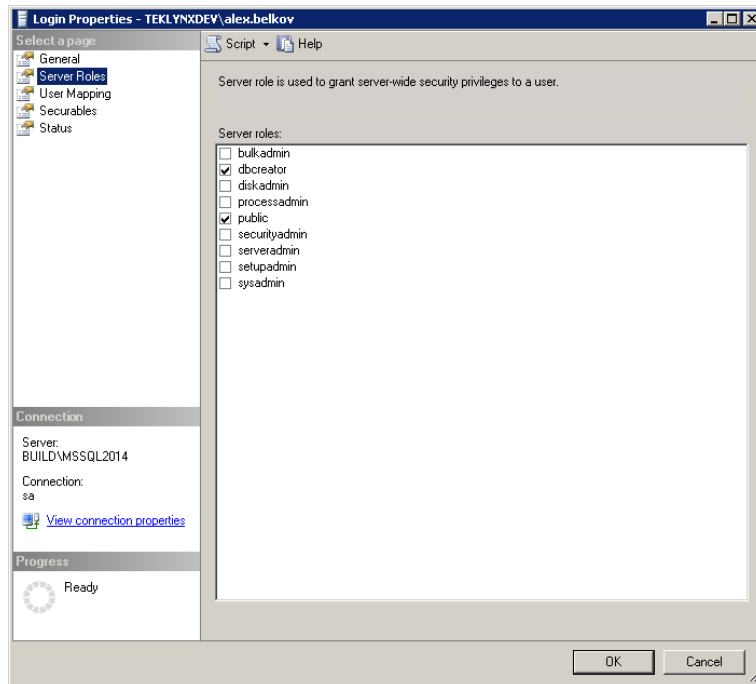 Login Properties - TEKLYNXDEV\alex.belkov
Select a page
General
Server Roles
User Mapping
Securables
Status
Script
Help
Server role is used to grant server-wide security privileges to a user.
Server roles:
bulkadmin
dbcreator
diskadmin
processadmin
public
securityadmin
serveradmin
setupadmin
sysadmin
Connection
Server:
BUILD\MSSQL2014
Connection:
sa
View connection properties
Progress
Ready
OK
Cancel